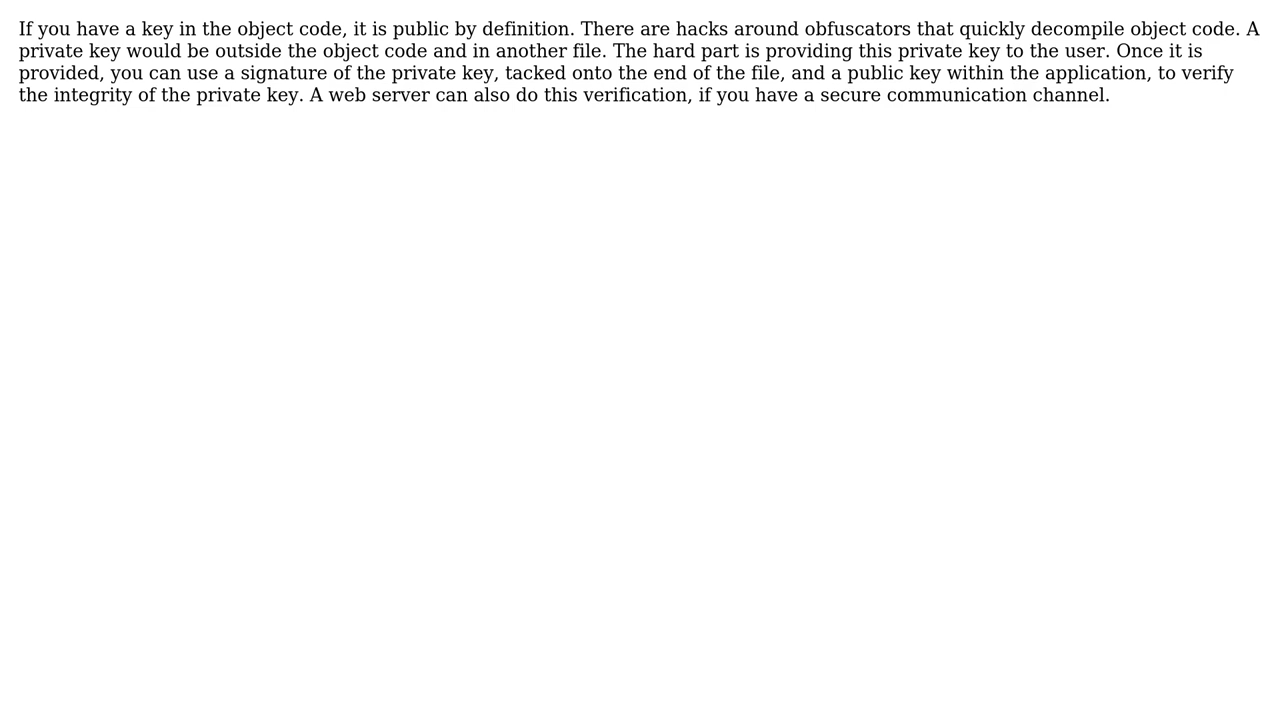 If you have a key in the object code, it is public by definition. There are hacks around obfuscators that quickly decompile object code. A
private key would be outside the object code and in another file. The hard part is providing this private key to the user. Once it is
provided, you can use a signature of the private key, tacked onto the end of the file, and a public key within the application, to verify
the integrity of the private key. A web server can also do this verification, if you have a secure communication channel.